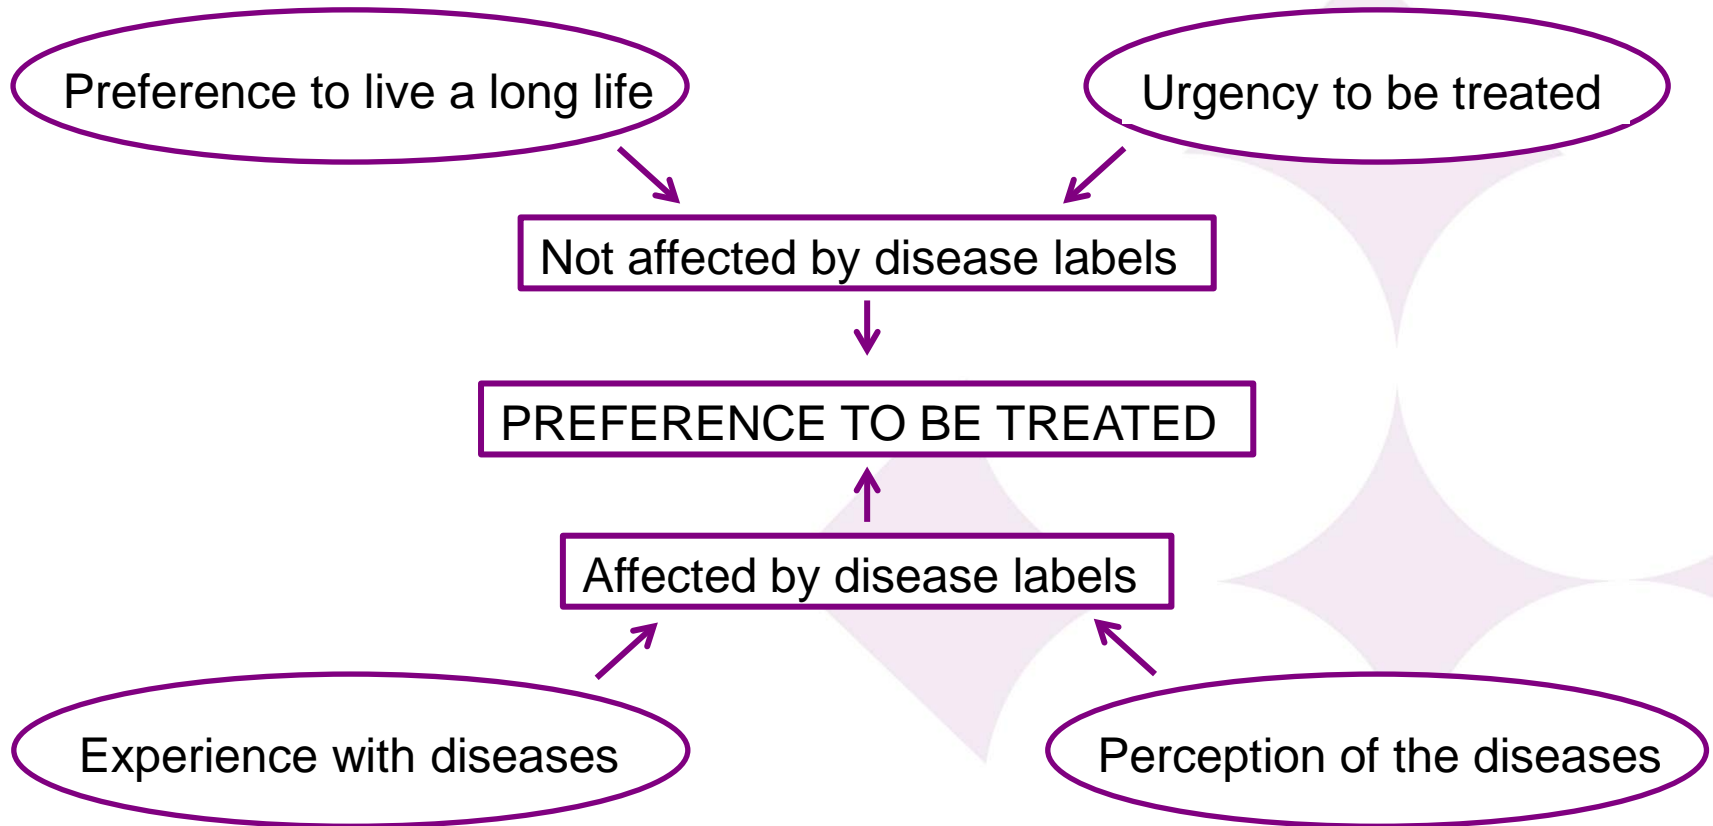 Preference to live a long life
Urgency to be treated
Not affected by disease labels
PREFERENCE TO BE TREATED
Affected by disease labels
Experience with diseases
Perception of the diseases